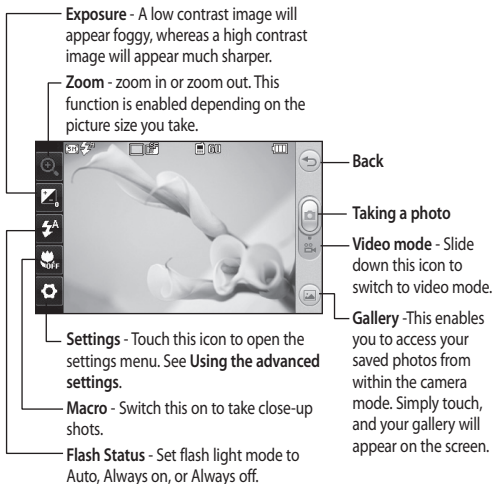 Exposure - A low contrast image will
appear foggy, whereas a high contrast
image will appear much sharper.
Zoom - zoom in or zoom out. This
function is enabled depending on the
picture size you take.
Back
Taking a photo
Video mode - Slide
down this icon to
switch to video mode.
Gallery -This enables
you to access your
saved photos from
within the camera
mode. Simply touch,
and your gallery will
appear on the screen.
OFF
Settings - Touch this icon to open the
settings menu. See Using the advanced
settings.
Macro - Switch this on to take close-up
shots.
Flash Status - Set flash light mode to
Auto, Always on, or Always off.